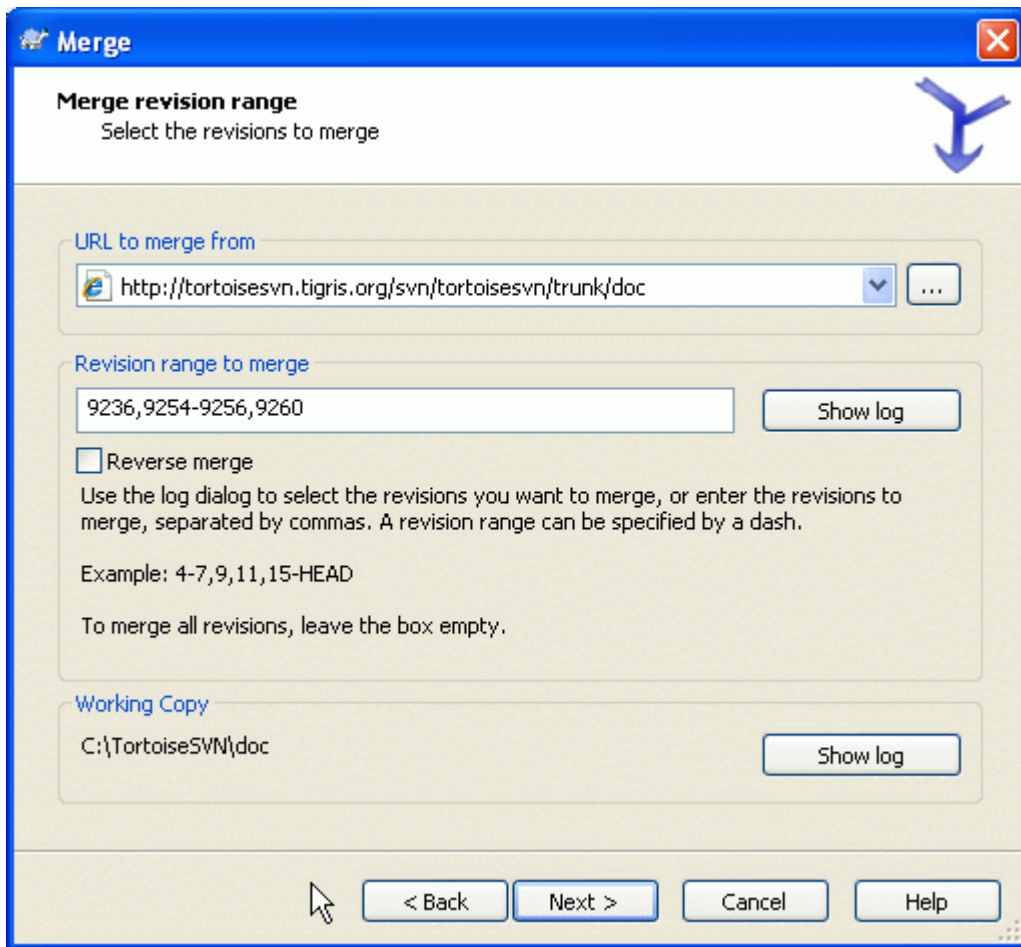 Merge
Merge revision range
Select the revisions to merge
URL to merge from
http://tortoisesvn.tigris.org/svn/tortoisesvn/trunk/doc
...
Revision range to merge
9236,9254-9256,9260
Show log
Reverse merge
Use the log dialog to select the revisions you want to merge, or enter the revisions to
merge, separated by commas. A revision range can be specified by a dash.
Example: 4-7,9,11,15-HEAD
To merge all revisions, leave the box empty.
Working Copy
C:\TortoiseSVN\doc
Show log
< Back
Next >
Cancel
Help